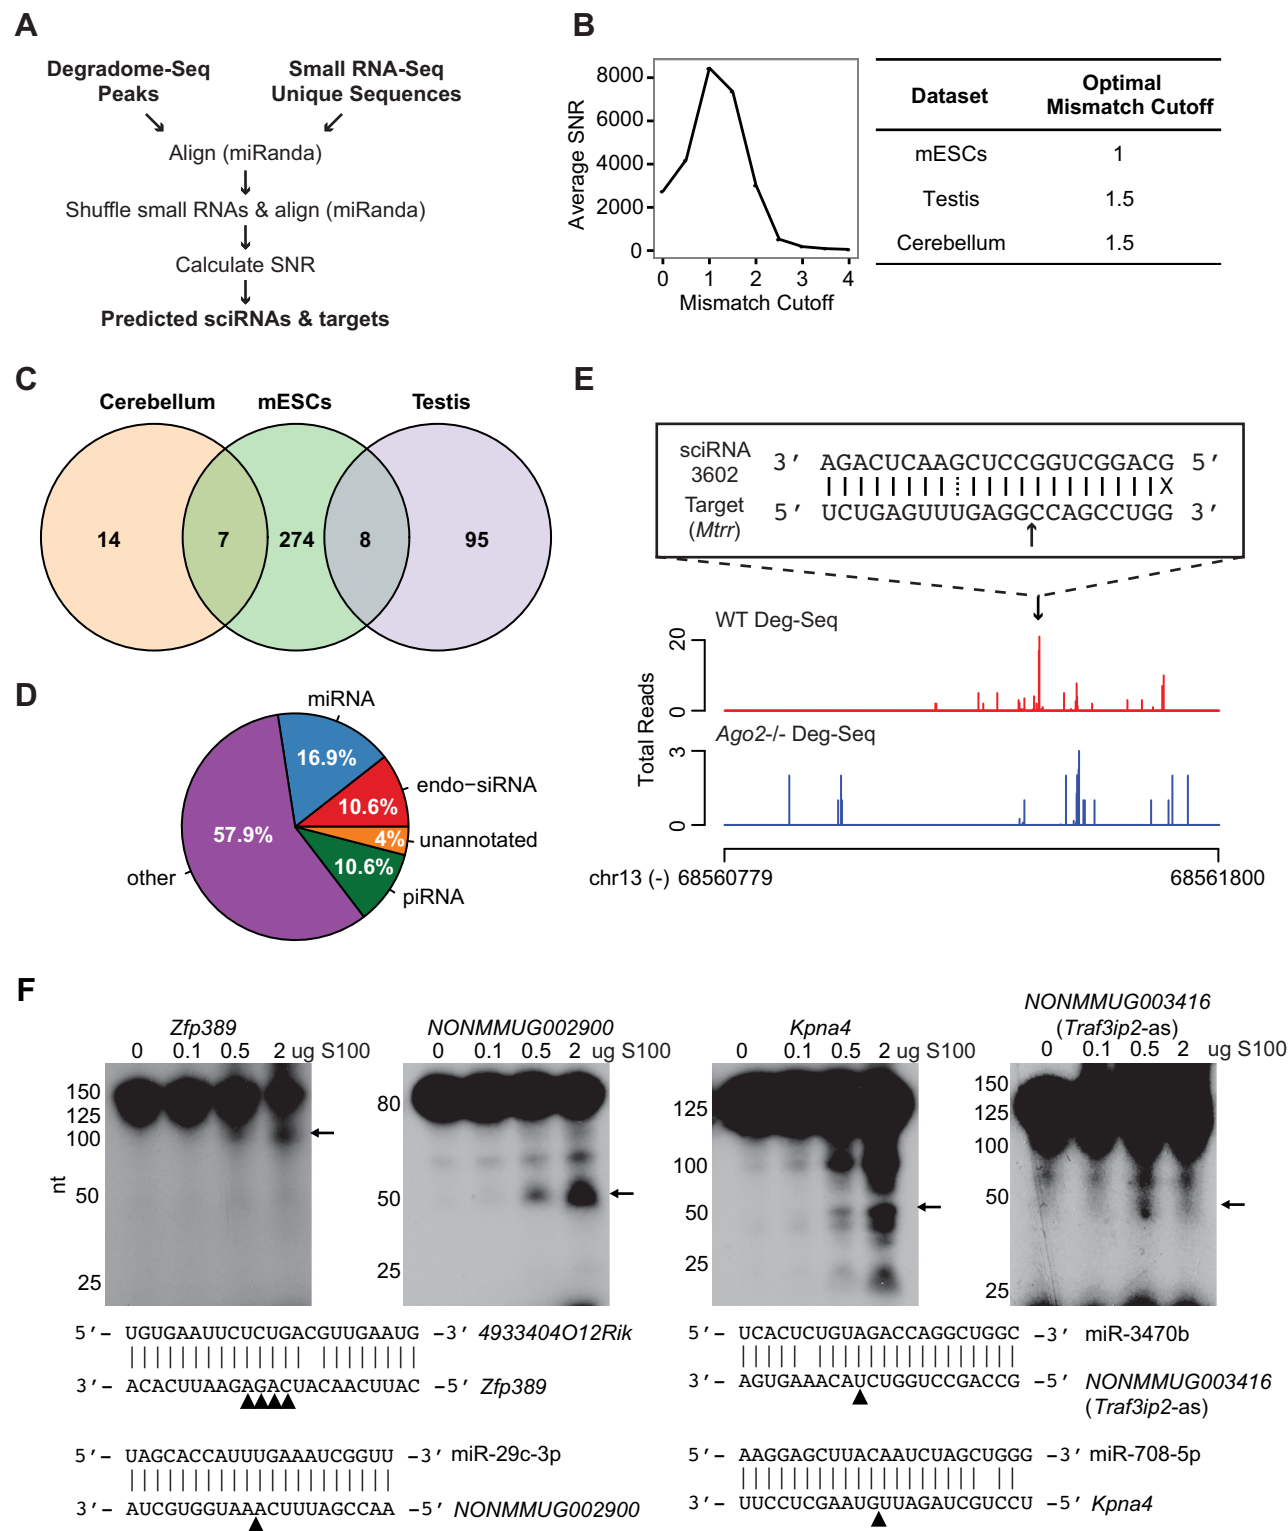 A
Degradome-Seq Peaks
Small RNA-Seq Unique Sequences
Align (miRanda)
Shuffle small RNAs & align (miRanda)
Calculate SNR
Predicted sciRNAs & targets
B
Average SNR
8000
6000
4000
2000
0
0 1 2 3 4
Mismatch Cutoff
Dataset Optimal Mismatch Cutoff
mESCs 1
Testis 1.5
Cerebellum 1.5
C
Cerebellum mESCs Testis
14 7 274 8 95
D
miRNA
16.9%
endo-siRNA
10.6%
unannotated
4%
piRNA
10.6%
other
57.9%
E
sciRNA 3602 3' AGACUCAAGCUCCGGUCGGACG 5'
X
Target (Mtrr) 5' UCUGAGUUUGAGGCCAGCCUGG 3'
WT Deg-Seq
20
0
Total Reads
Ago2-/- Deg-Seq
3
0
chr13 (-) 68560779 68561800
F
Zfp389
0 0.1 0.5 2 ug S100
nt
150
125
100
50
25
NONMMUG002900
0 0.1 0.5 2 ug S100
80
50
25
Kpna4
0 0.1 0.5 2 ug S100
125
100
50
25
NONMMUG003416
(Traf3ip2-as)
0 0.1 0.5 2 ug S100
150
125
100
50
25
5'- UGUGAAUUCUCUGACGUUGAAUG -3' 4933404O12Rik
3'- ACACUUAAGAGACUACAACUUAC -5' Zfp389
5'- UCACUCUGUAGACCAGGCUGGC -3' miR-3470b
3'- AGUGAAACAUCUGGUCCGACCG -5' NONMMUG003416
(Traf3ip2-as)
5'- UAGCACCAUUUGAAAUCGGUU -3' miR-29c-3p
3'- AUCGUGGUAAACUUUAGCCAA -5' NONMMUG002900
5'- AAGGAGCUUACAAUCUAGCUGGG -3' miR-708-5p
3'- UUCCUCGAAUGUUAGAUCGUCCU -5' Kpna4